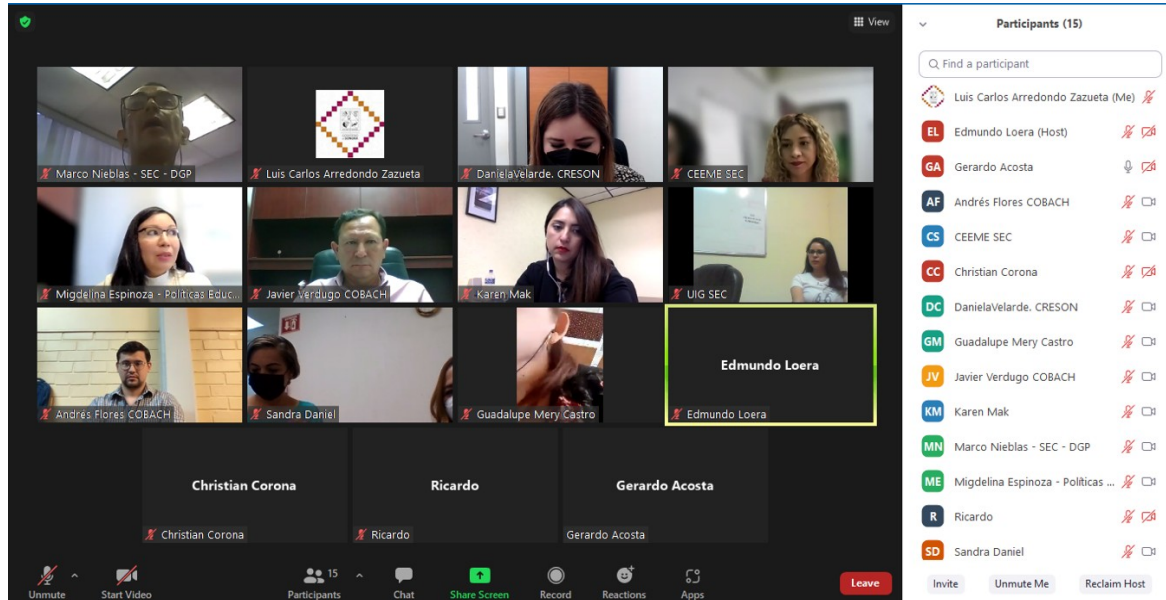 View
Marco Nieblas - SEC - DGP
Luis Carlos Arredondo Zazueta
DanielaVelarde. CRESON
CEEME SEC
Migdelina Espinoza - Políticas Educ...
Javier Verdugo COBACH
Karen Mak
UIG SEC
Andrés Flores COBACH
Sandra Daniel
Guadalupe Mery Castro
Edmundo Loera
Edmundo Loera
Christian Corona
Christian Corona
Ricardo
Ricardo
Gerardo Acosta
Gerardo Acosta
Unmute
Start Video
15
Participants
Chat
Share Screen
Record
Reactions
Apps
Leave
Participants (15)
Find a participant
Luis Carlos Arredondo Zazueta (Me)
EL Edmundo Loera (Host)
GA Gerardo Acosta
AF Andrés Flores COBACH
CS CEEME SEC
CC Christian Corona
DC DanielaVelarde. CRESON
GM Guadalupe Mery Castro
JV Javier Verdugo COBACH
KM Karen Mak
MN Marco Nieblas - SEC - DGP
ME Migdelina Espinoza - Políticas ...
R Ricardo
SD Sandra Daniel
Invite
Unmute Me
Reclaim Host